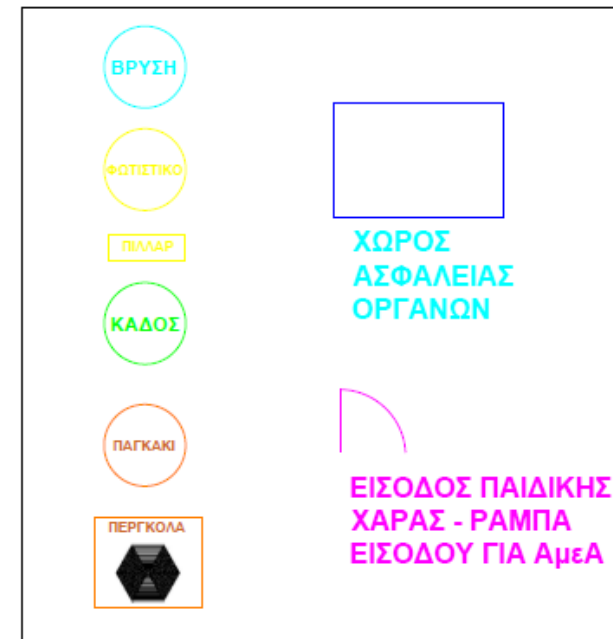 ΒΡΥΣΗ
ΦΩΤΙΣΤΙΚΟ
ΠΙΛΛΑΡ
ΚΑΔΟΣ
ΠΑΓΚΑΚΙ
ΠΕΡΓΚΟΛΑ
ΧΩΡΟΣ
ΑΣΦΑΛΕΙΑΣ
ΟΡΓΑΝΩΝ
ΕΙΣΟΔΟΣ ΠΑΙΔΙΚΗΣ
ΧΑΡΑΣ - ΡΑΜΠΑ
ΕΙΣΟΔΟΥ ΓΙΑ ΑμεΑ